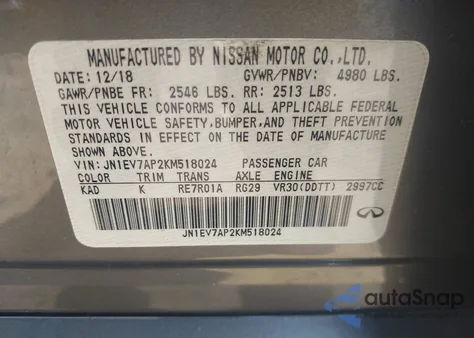 MANUFACTURED BY NISSAN MOTOR CO.,LTD.
DATE: 12/18 GVWR/PNBV: 4980 LBS.
GAWR/PNBE FR: 2546 LBS. RR: 2513 LBS.
THIS VEHICLE CONFORMS TO ALL APPLICABLE FEDERAL
MOTOR VEHICLE SAFETY, BUMPER, AND THEFT PREVENTION
STANDARDS IN EFFECT ON THE DATE OF MANUFACTURE
SHOWN ABOVE.
VIN: JN1EV7AP2KM518024 PASSENGER CAR
COLOR TRIM TRANS AXLE ENGINE
KAD K RE7R01A RG29 VR30(DDTT) 2997CC
JN1EV7AP2KM518024
autoSnap